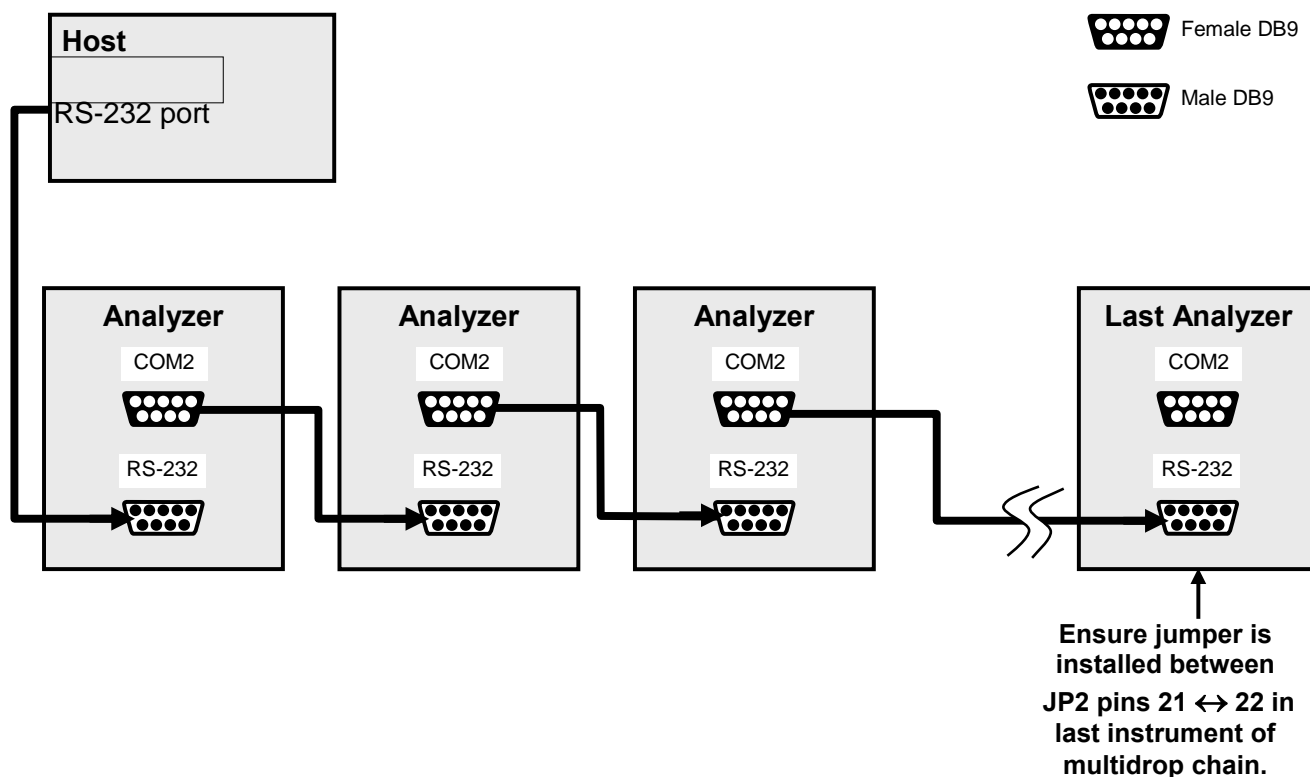 Host
RS-232 port
Female DB9
Male DB9
Analyzer
COM2
RS-232
Analyzer
COM2
RS-232
Analyzer
COM2
RS-232
Last Analyzer
COM2
RS-232
Ensure jumper is
installed between
JP2 pins 21 ↔ 22 in
last instrument of
multidrop chain.